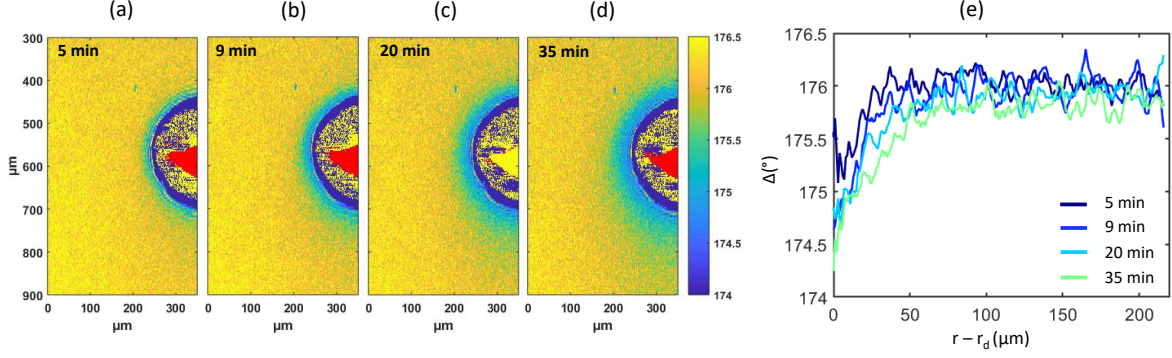 (a) (b) (c) (d) (e)
5 min 9 min 20 min 35 min
300
400
500
600
700
800
900
µm
0 100 200 300
µm
0 100 200 300
µm
0 100 200 300
µm
0 100 200 300
µm
176.5
176
175.5
175
174.5
174
176.5
176
175.5
175
174.5
174
Δ(°)
0 50 100 150 200
r – r_d (µm)
5 min
9 min
20 min
35 min